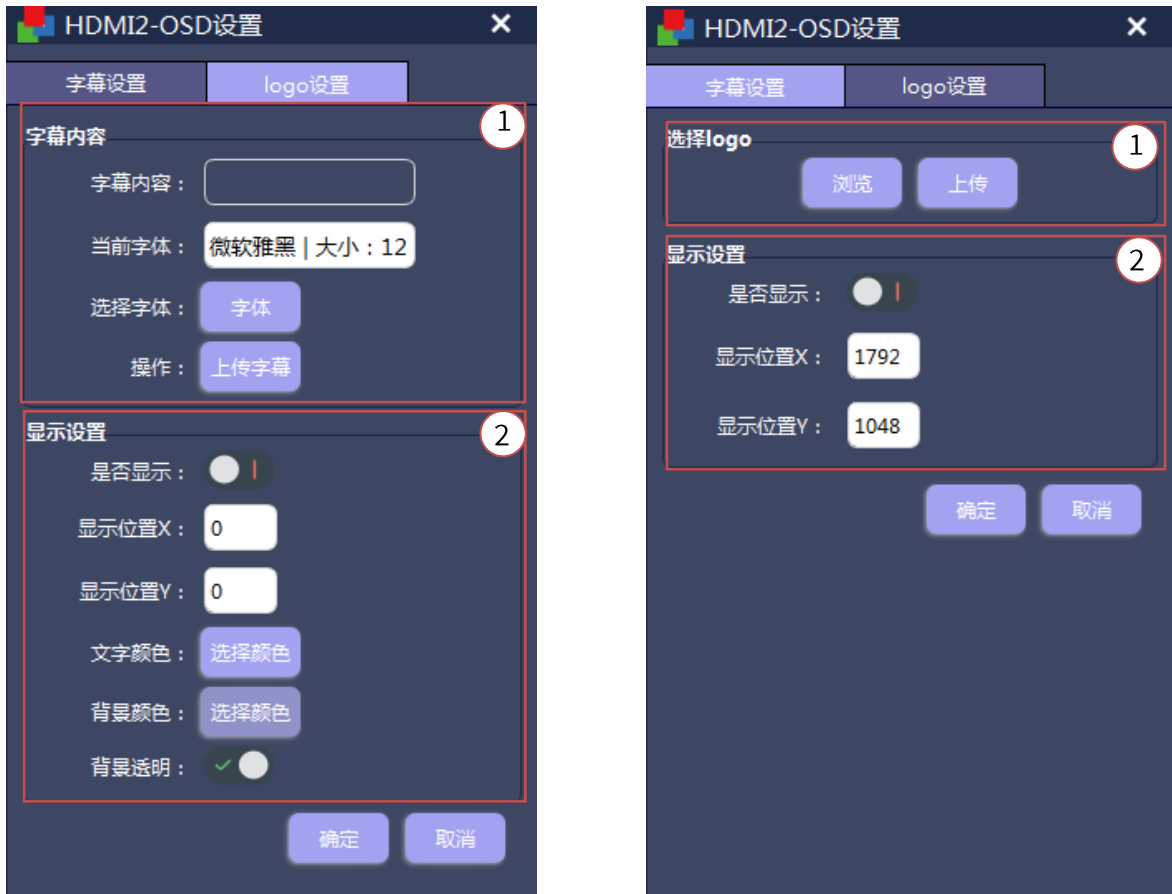 HDMI2-OSD设置
字幕设置 logo设置
字幕内容 1
字幕内容：
当前字体： 微软雅黑 | 大小：12
选择字体： 字体
操作： 上传字幕
显示设置 2
是否显示：
显示位置X： 0
显示位置Y： 0
文字颜色： 选择颜色
背景颜色： 选择颜色
背景透明：
确定 取消
HDMI2-OSD设置
字幕设置 logo设置
选择logo 1
浏览 上传
显示设置 2
是否显示：
显示位置X： 1792
显示位置Y： 1048
确定 取消